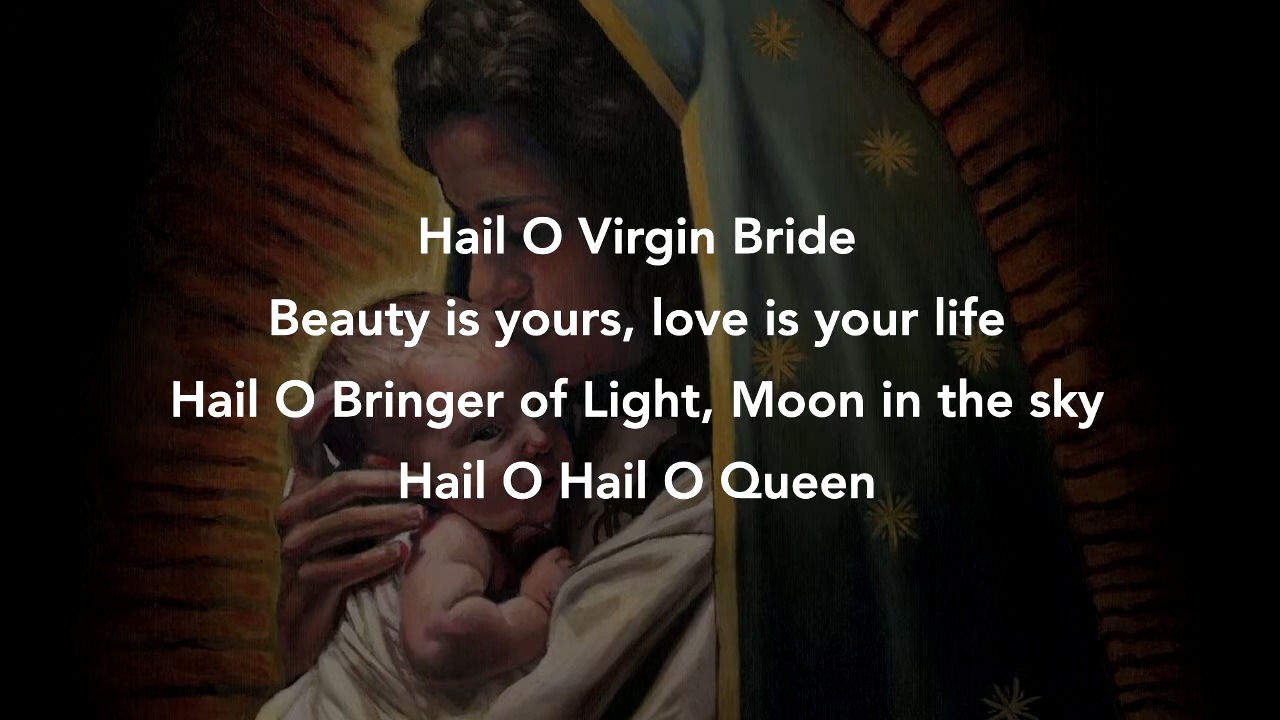 Hail O Virgin Bride
Beauty is yours, love is your life
Hail O Bringer of Light, Moon in the sky
Hail O Hail O Queen